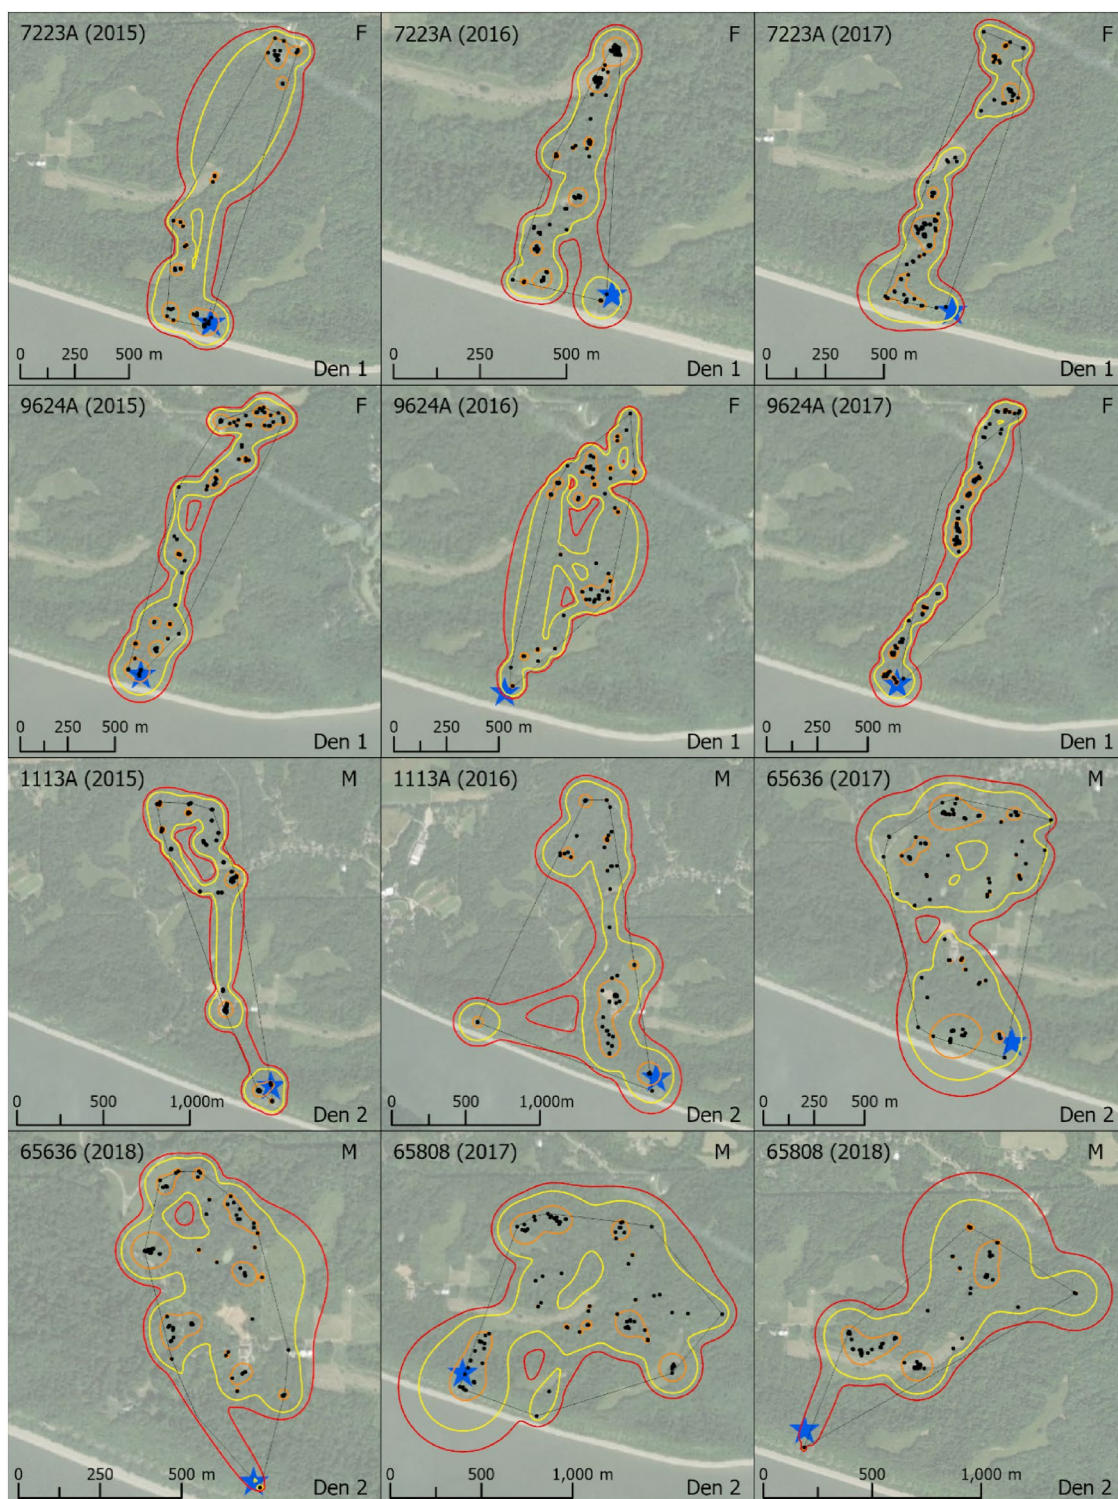 7223A (2015) F
0 250 500 m
Den 1
7223A (2016) F
0 250 500 m
Den 1
7223A (2017) F
0 250 500 m
Den 1
9624A (2015) F
0 250 500 m
Den 1
9624A (2016) F
0 250 500 m
Den 1
9624A (2017) F
0 250 500 m
Den 1
1113A (2015) M
0 500 1,000m
Den 2
1113A (2016) M
0 500 1,000m
Den 2
65636 (2017) M
0 250 500 m
Den 2
65636 (2018) M
0 250 500 m
Den 2
65808 (2017) M
0 500 1,000 m
Den 2
65808 (2018) M
0 500 1,000 m
Den 2